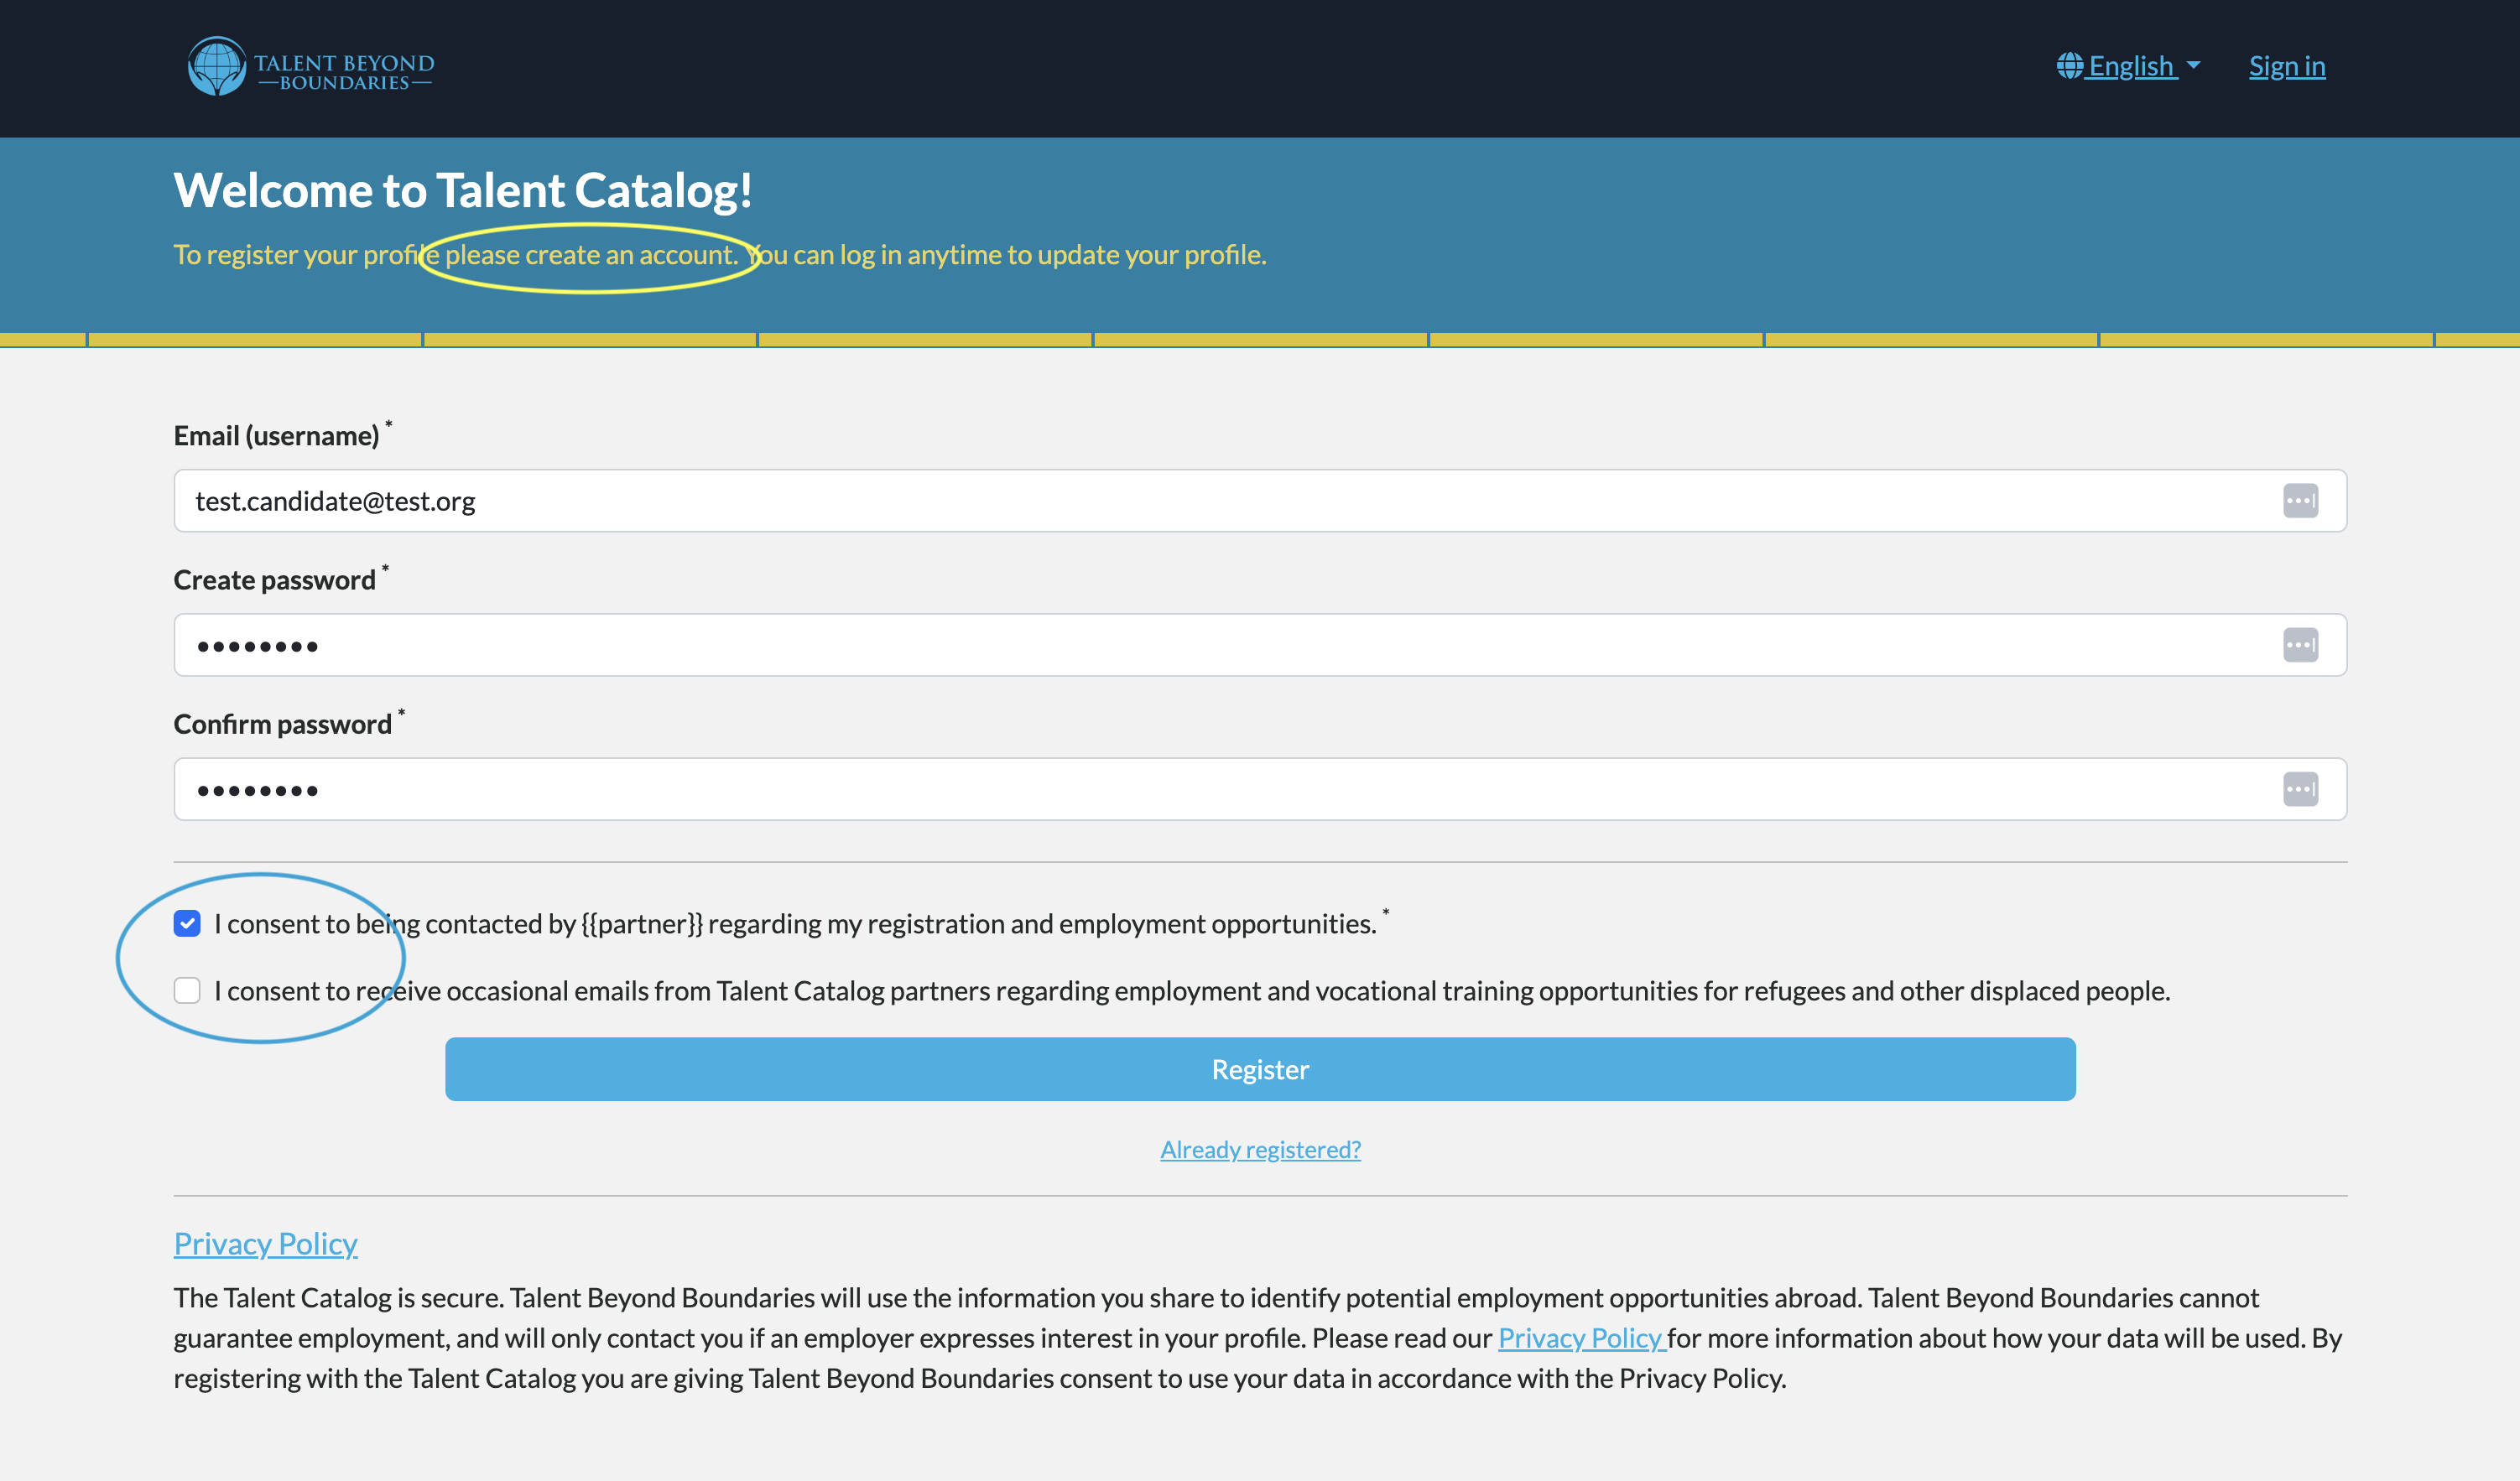 TALENT BEYOND
BOUNDARIES
English
Sign in
Welcome to Talent Catalog!
To register your profile please create an account. You can log in anytime to update your profile.
Email (username) *
test.candidate@test.org
Create password *
••••••••
Confirm password *
••••••••
I consent to being contacted by {{partner}} regarding my registration and employment opportunities. *
I consent to receive occasional emails from Talent Catalog partners regarding employment and vocational training opportunities for refugees and other displaced people.
Register
Already registered?
Privacy Policy
The Talent Catalog is secure. Talent Beyond Boundaries will use the information you share to identify potential employment opportunities abroad. Talent Beyond Boundaries cannot
guarantee employment, and will only contact you if an employer expresses interest in your profile. Please read our Privacy Policy for more information about how your data will be used. By
registering with the Talent Catalog you are giving Talent Beyond Boundaries consent to use your data in accordance with the Privacy Policy.